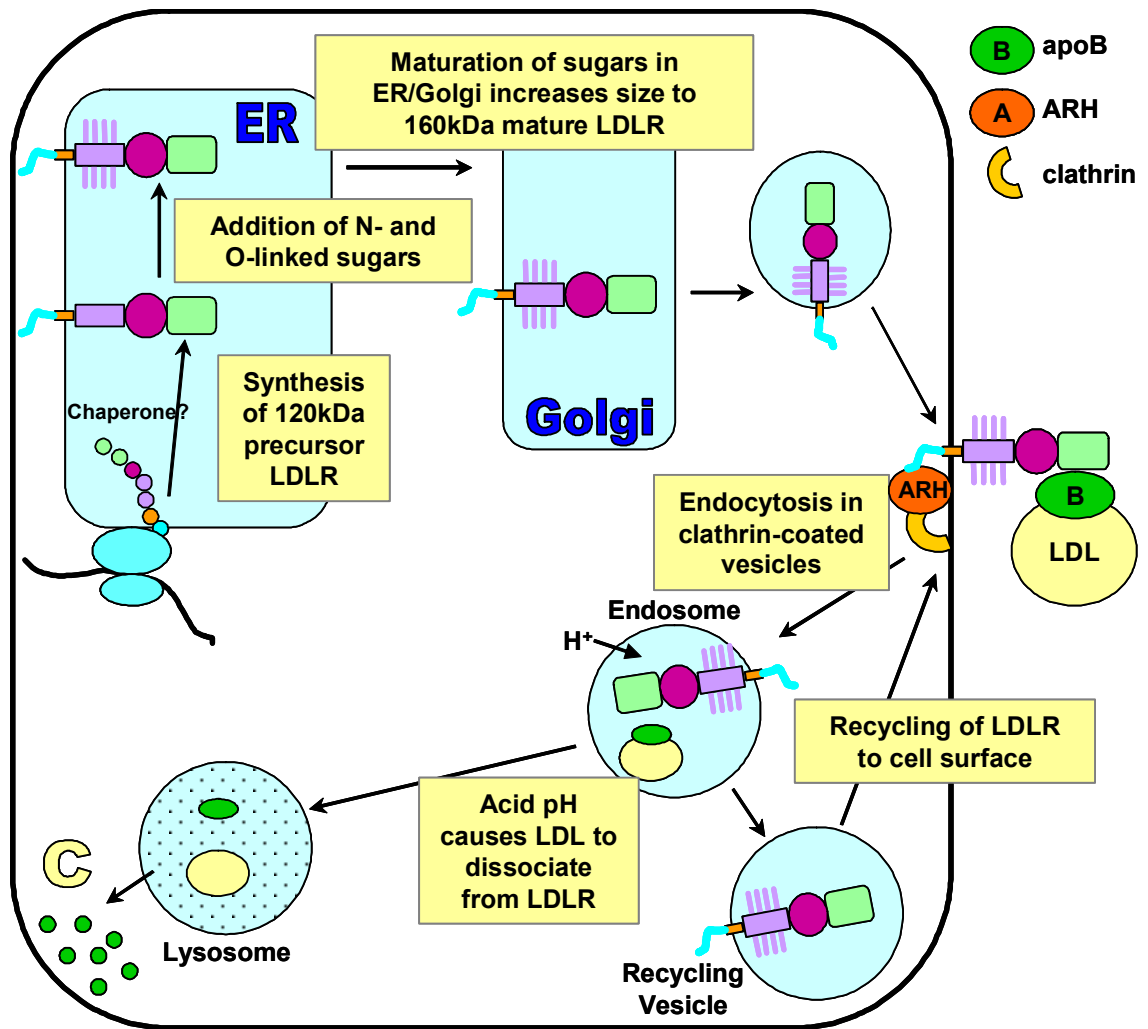 Maturation of sugars in
ER/Golgi increases size to
160kDa mature LDLR
B
apoB
A
ARH
clathrin
ER
Addition of N- and
O-linked sugars
Synthesis
of 120kDa
precursor
LDLR
Chaperone?
Golgi
ARH
B
LDL
Endocytosis in
clathrin-coated
vesicles
Endosome
H⁺
Recycling of LDLR
to cell surface
Acid pH
causes LDL to
dissociate
from LDLR
C
Lysosome
Recycling
Vesicle